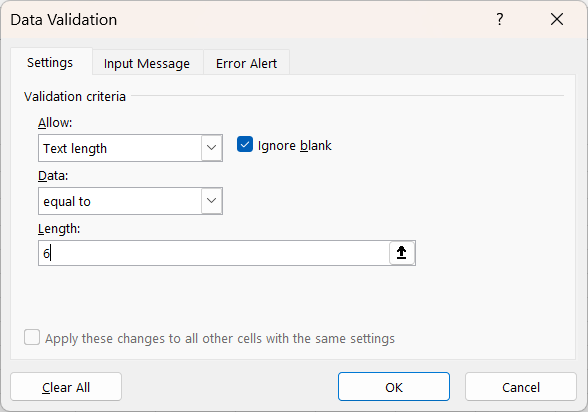 Data Validation ?
Settings Input Message Error Alert
Validation criteria
Allow:
Text length Ignore blank
Data:
equal to
Length:
6
Apply these changes to all other cells with the same settings
Clear All OK Cancel